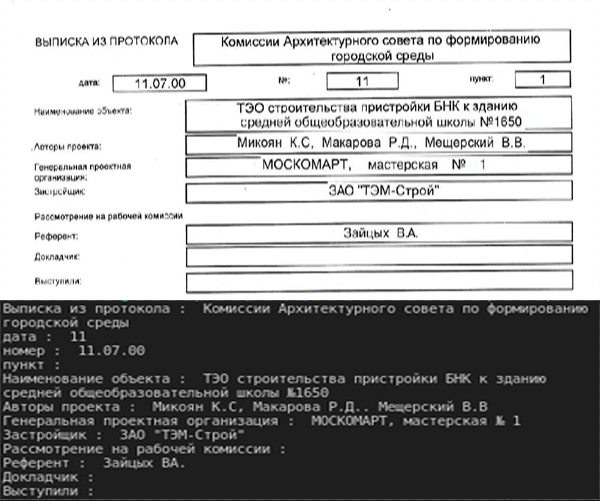 ВЫПИСКА ИЗ ПРОТОКОЛА
Комиссии Архитектурного совета по формированию
городской среды
дата: 11.07.00 №: 11 пункт: 1
Наименование объекта:
ТЭО строительства пристройки БНК к зданию
средней общеобразовательной школы №1650
Авторы проекта: Микоян К.С, Макарова Р.Д., Мещерский В.В.
Генеральная проектная
организация:
МОСКОМАРТ, мастерская № 1
Застройщик: ЗАО "ТЭМ-Строй"
Рассмотрение на рабочей комиссии
Референт: Зайцых В.А.
Докладчик:
Выступили:
Выписка из протокола : Комиссии Архитектурного совета по формированию
городской среды
дата : 11
номер : 11.07.00
пункт :
Наименование объекта : ТЭО строительства пристройки БНК к зданию
средней общеобразовательной школы №1650
Авторы проекта : Микоян К.С, Макарова Р.Д.. Мещерский В.В
Генеральная проектная организация : МОСКОМАРТ, мастерская № 1
Застройщик : ЗАО "ТЭМ-Строй"
Рассмотрение на рабочей комиссии :
Референт : Зайцых ВА.
Докладчик :
Выступили :